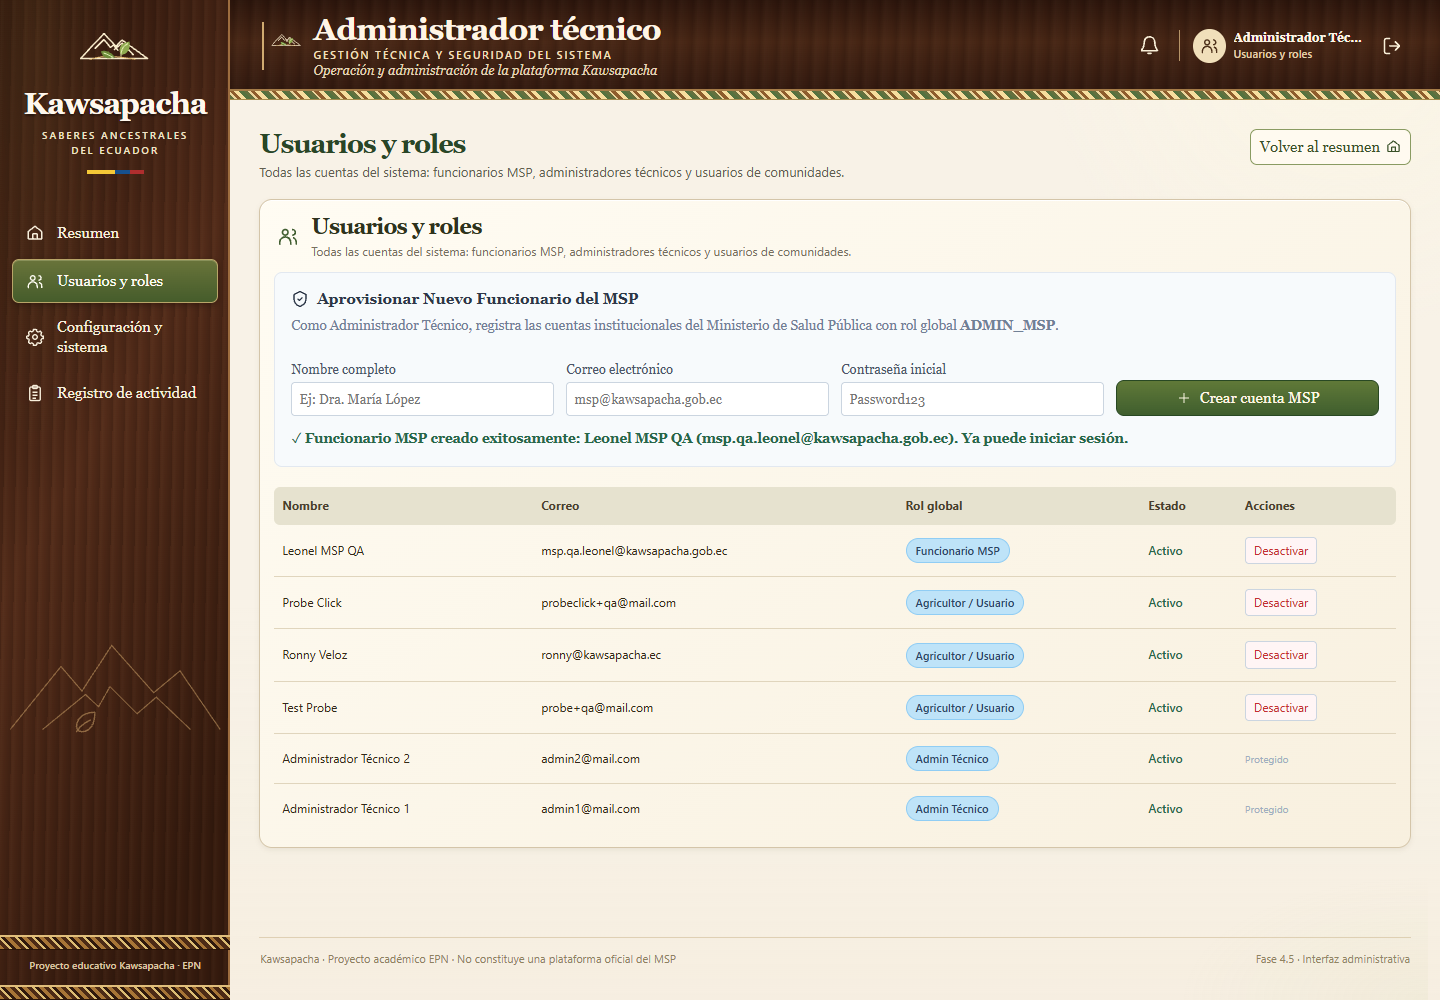 Kawsapacha
SABERES ANCESTRALES
DEL ECUADOR
Resumen
Usuarios y roles
Configuración y
sistema
Registro de actividad
Proyecto educativo Kawsapacha · EPN
Administrador técnico
GESTIÓN TÉCNICA Y SEGURIDAD DEL SISTEMA
Operación y administración de la plataforma Kawsapacha
Administrador Téc...
Usuarios y roles
Usuarios y roles
Todas las cuentas del sistema: funcionarios MSP, administradores técnicos y usuarios de comunidades.
Volver al resumen
Usuarios y roles
Todas las cuentas del sistema: funcionarios MSP, administradores técnicos y usuarios de comunidades.
Aprovisionar Nuevo Funcionario del MSP
Como Administrador Técnico, registra las cuentas institucionales del Ministerio de Salud Pública con rol global ADMIN_MSP.
Nombre completo Correo electrónico Contraseña inicial
Ej: Dra. María López msp@kawsapacha.gob.ec Password123 + Crear cuenta MSP
✓ Funcionario MSP creado exitosamente: Leonel MSP QA (msp.qa.leonel@kawsapacha.gob.ec). Ya puede iniciar sesión.
Nombre Correo Rol global Estado Acciones
Leonel MSP QA msp.qa.leonel@kawsapacha.gob.ec Funcionario MSP Activo Desactivar
Probe Click probeclick+qa@mail.com Agricultor / Usuario Activo Desactivar
Ronny Veloz ronny@kawsapacha.ec Agricultor / Usuario Activo Desactivar
Test Probe probe+qa@mail.com Agricultor / Usuario Activo Desactivar
Administrador Técnico 2 admin2@mail.com Admin Técnico Activo Protegido
Administrador Técnico 1 admin1@mail.com Admin Técnico Activo Protegido
Kawsapacha · Proyecto académico EPN · No constituye una plataforma oficial del MSP
Fase 4.5 · Interfaz administrativa